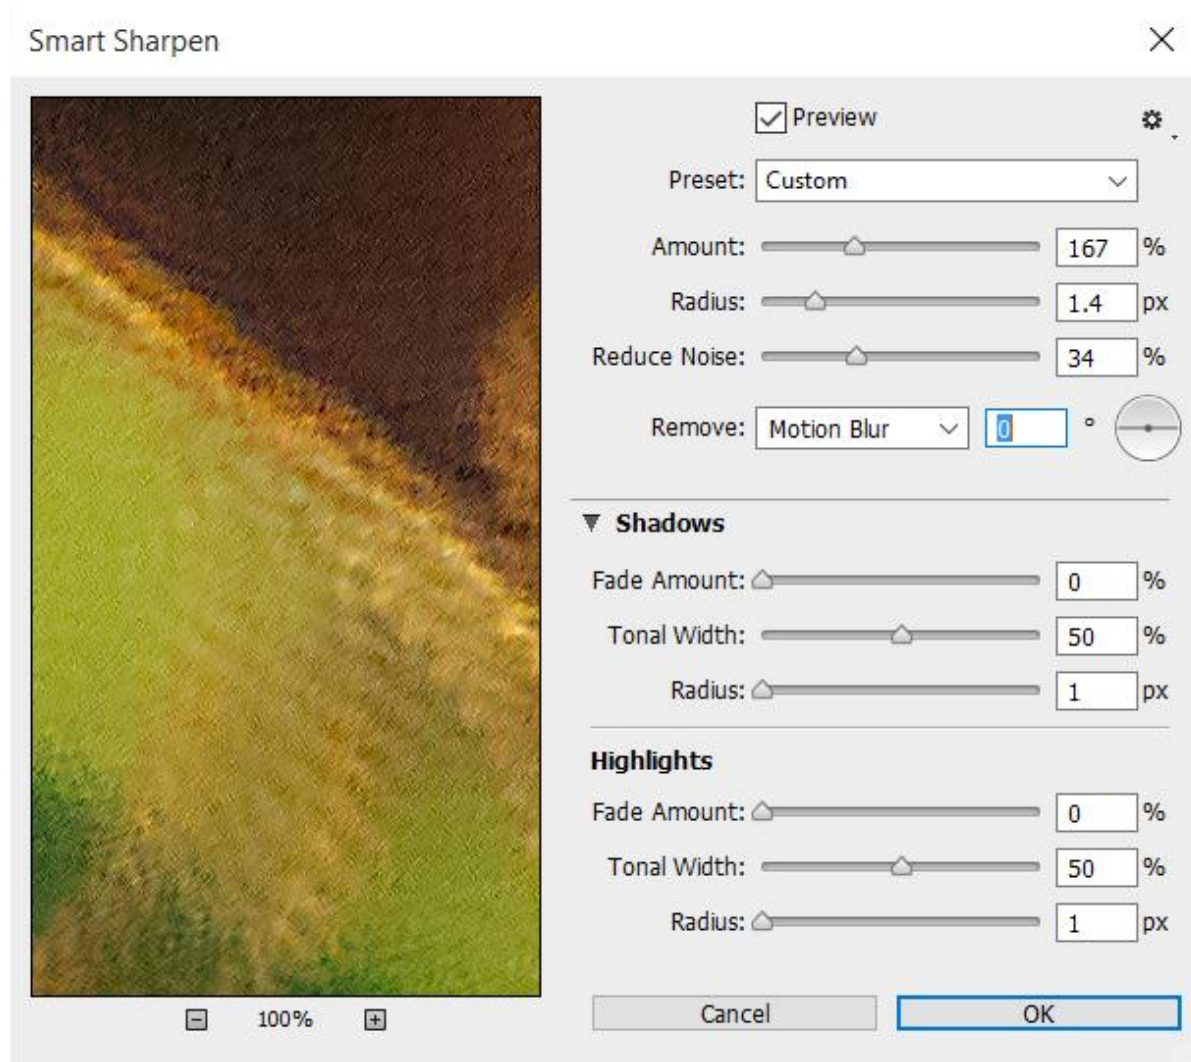 Smart Sharpen
Preview
Preset: Custom
Amount: 167 %
Radius: 1.4 px
Reduce Noise: 34 %
Remove: Motion Blur 0 °
Shadows
Fade Amount: 0 %
Tonal Width: 50 %
Radius: 1 px
Highlights
Fade Amount: 0 %
Tonal Width: 50 %
Radius: 1 px
100%
Cancel OK